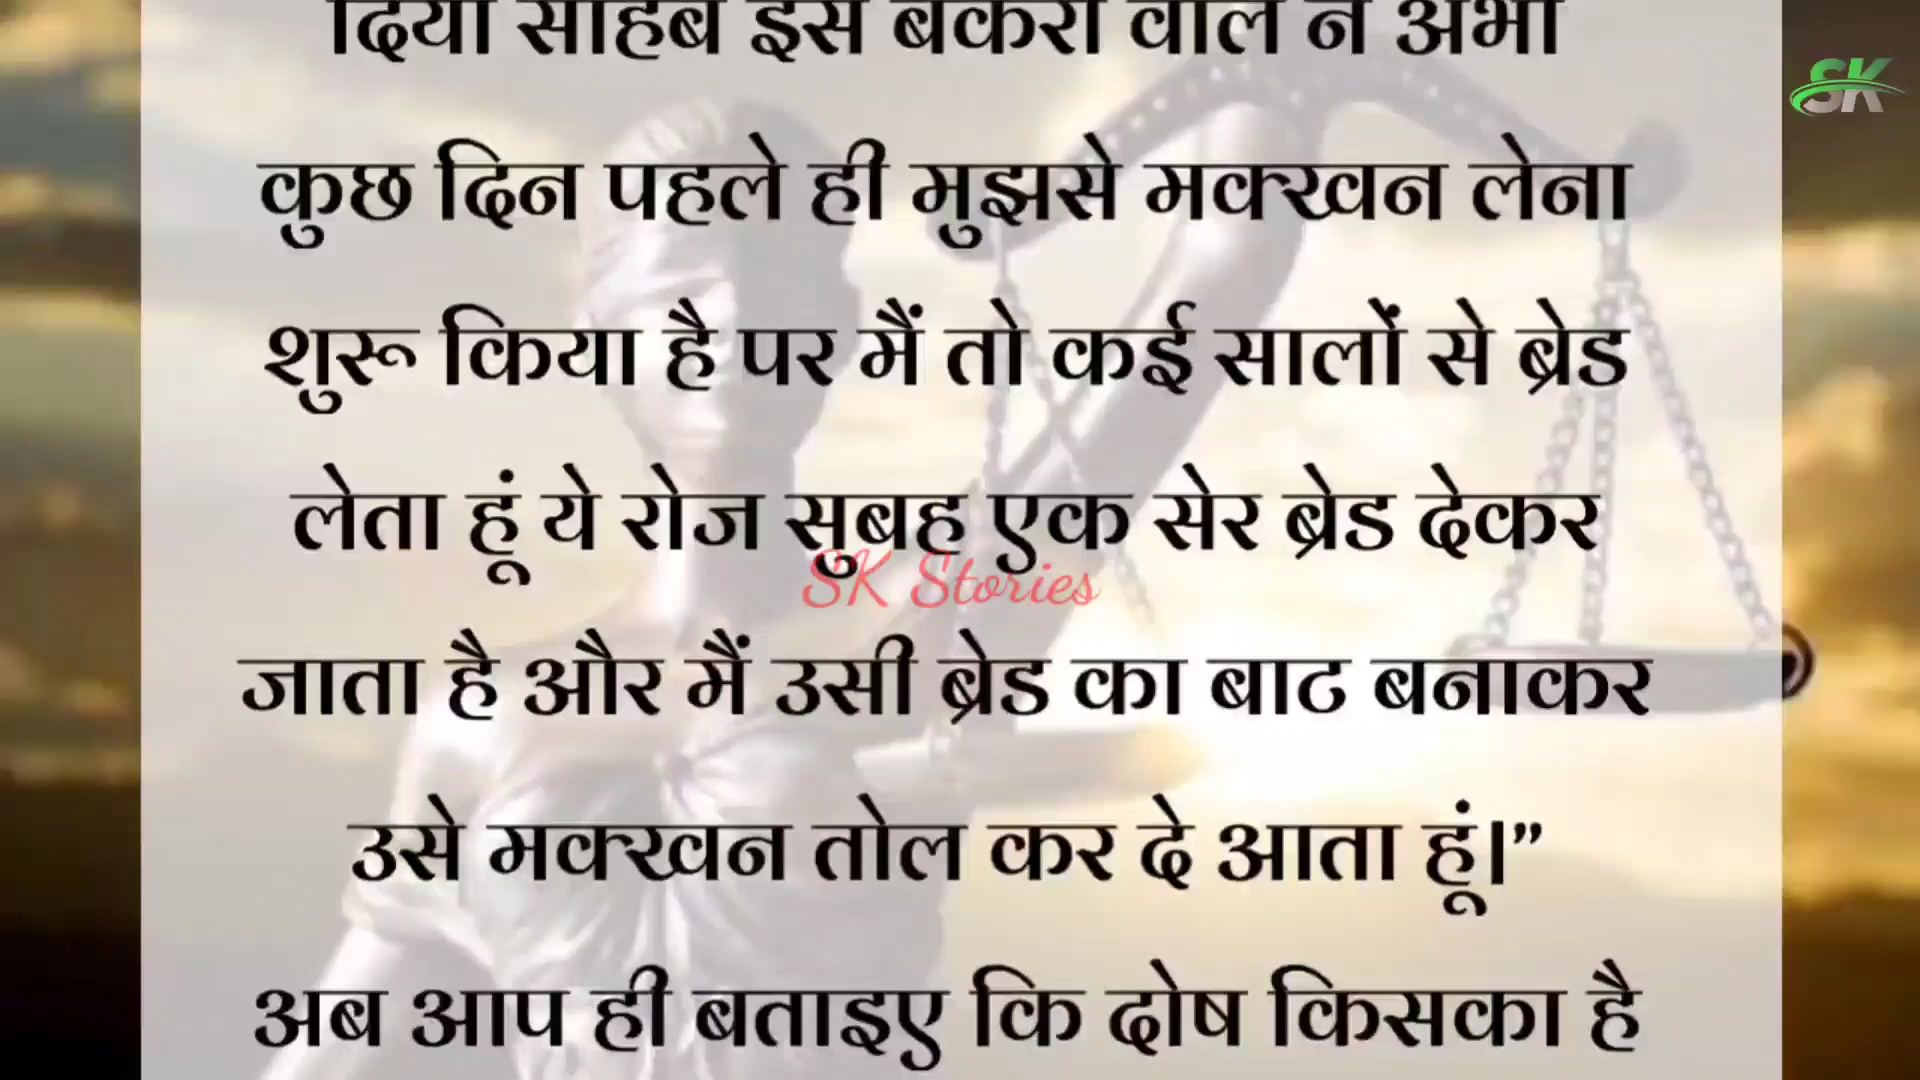 दिया साहब इस बेकरी वाले ने अभी
SK
कुछ दिन पहले ही मुझसे मक्खन लेना
शुरू किया है पर मैं तो कई सालों से ब्रेड
लेता हूं ये रोज सुबह एक सेर ब्रेड देकर
SK Stories
जाता है और मैं उसी ब्रेड का बाट बनाकर
उसे मक्खन तोल कर दे आता हूं।”
अब आप ही बताइए कि दोष किसका है